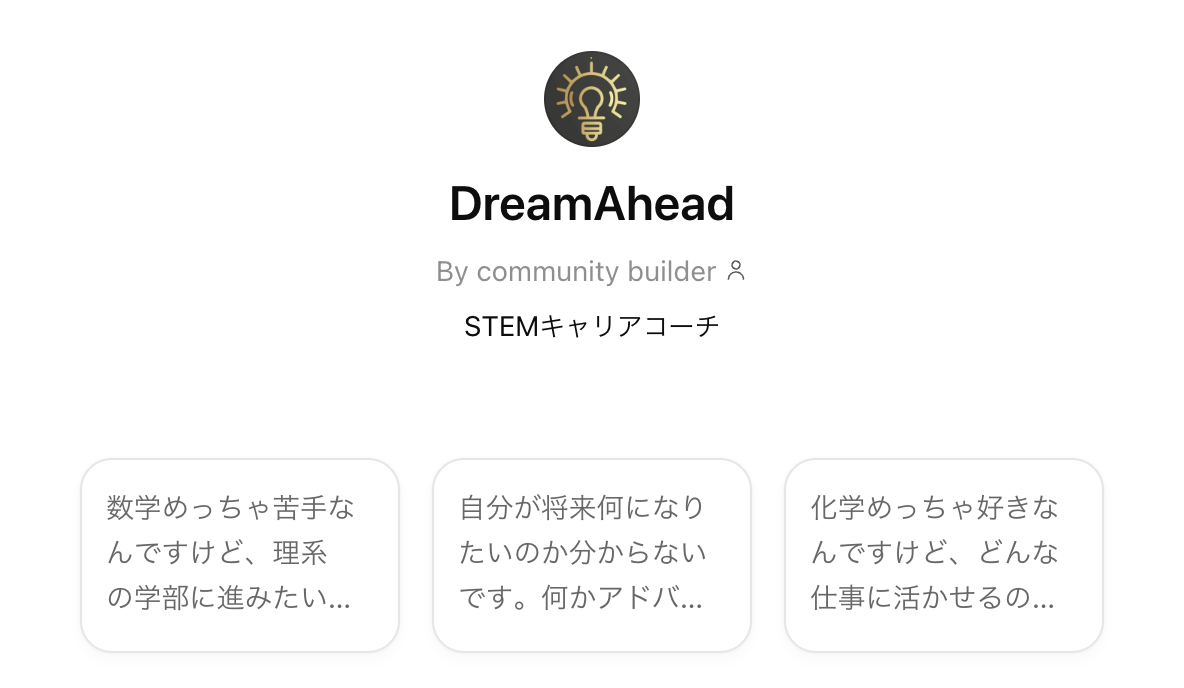 DreamAhead
By community builder
STEMキャリアコーチ
数学めっちゃ苦手な
んですけど、理系
の学部に進みたい...
自分が将来何になり
たいのか分からない
です。何かアドバ...
化学めっちゃ好きな
んですけど、どんな
仕事に活かせるの...